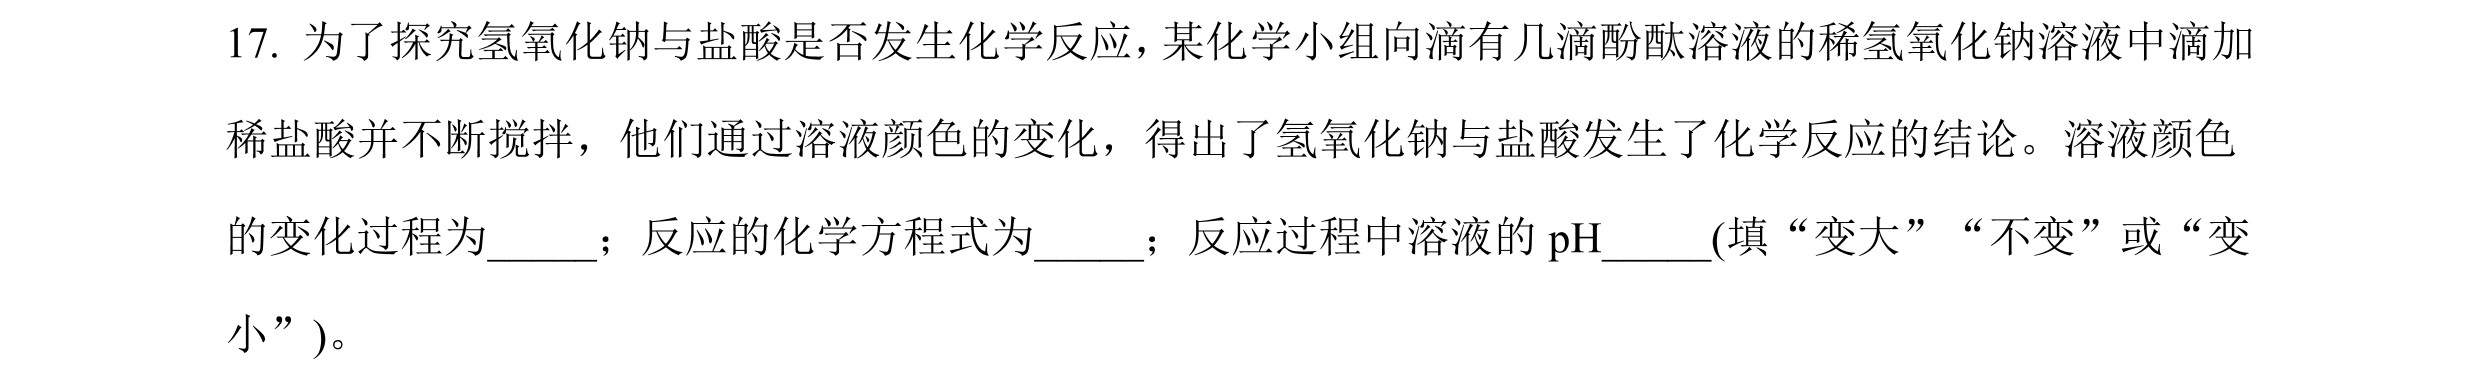 17. 为了探究氢氧化钠与盐酸是否发生化学反应，某化学小组向滴有几滴酚酞溶液的稀氢氧化钠溶液中滴加
稀盐酸并不断搅拌，他们通过溶液颜色的变化，得出了氢氧化钠与盐酸发生了化学反应的结论。溶液颜色
的变化过程为_____；反应的化学方程式为_____；反应过程中溶液的 pH_____(填“变大”“不变”或“变
小”)。